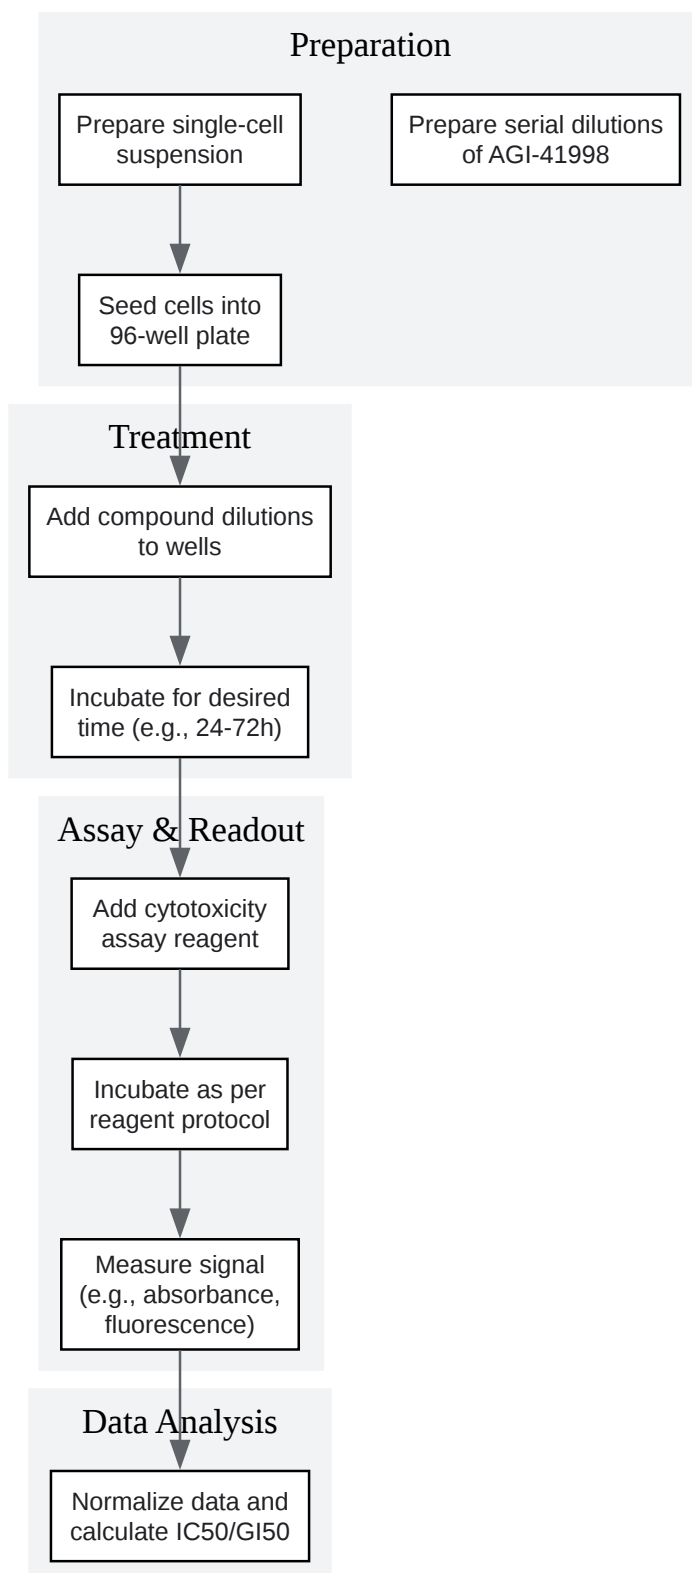 Preparation
Prepare single-cell
suspension
Prepare serial dilutions
of AGI-41998
Seed cells into
96-well plate
Treatment
Add compound dilutions
to wells
Incubate for desired
time (e.g., 24-72h)
Assay & Readout
Add cytotoxicity
assay reagent
Incubate as per
reagent protocol
Measure signal
(e.g., absorbance,
fluorescence)
Data Analysis
Normalize data and
calculate IC50/GI50